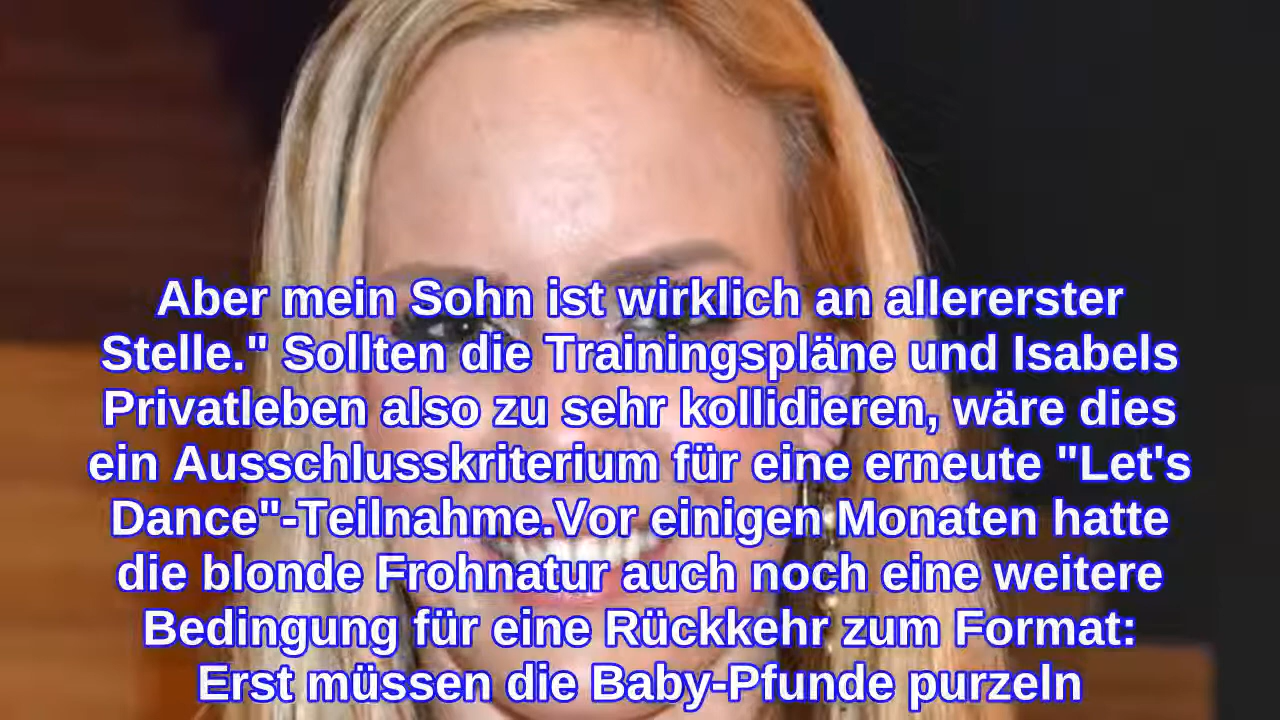 Aber mein Sohn ist wirklich an allererster
Stelle." Sollten die Trainingspläne und Isabels
Privatleben also zu sehr kollidieren, wäre dies
ein Ausschlusskriterium für eine erneute "Let's
Dance"-Teilnahme.Vor einigen Monaten hatte
die blonde Frohnatur auch noch eine weitere
Bedingung für eine Rückkehr zum Format:
Erst müssen die Baby-Pfunde purzeln